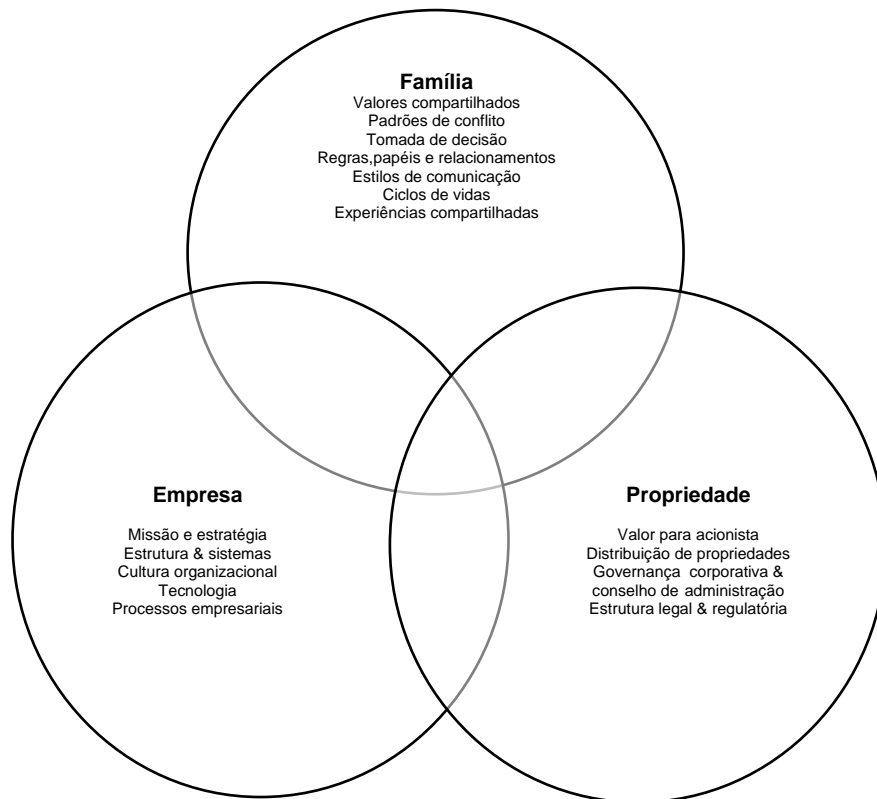 Família
Valores compartilhados
Padrões de conflito
Tomada de decisão
Regras,papéis e relacionamentos
Estilos de comunicação
Ciclos de vidas
Experiências compartilhadas
Empresa
Missão e estratégia
Estrutura & sistemas
Cultura organizacional
Tecnologia
Processos empresariais
Propriedade
Valor para acionista
Distribuição de propriedades
Governança corporativa &
conselho de administração
Estrutura legal & regulatória